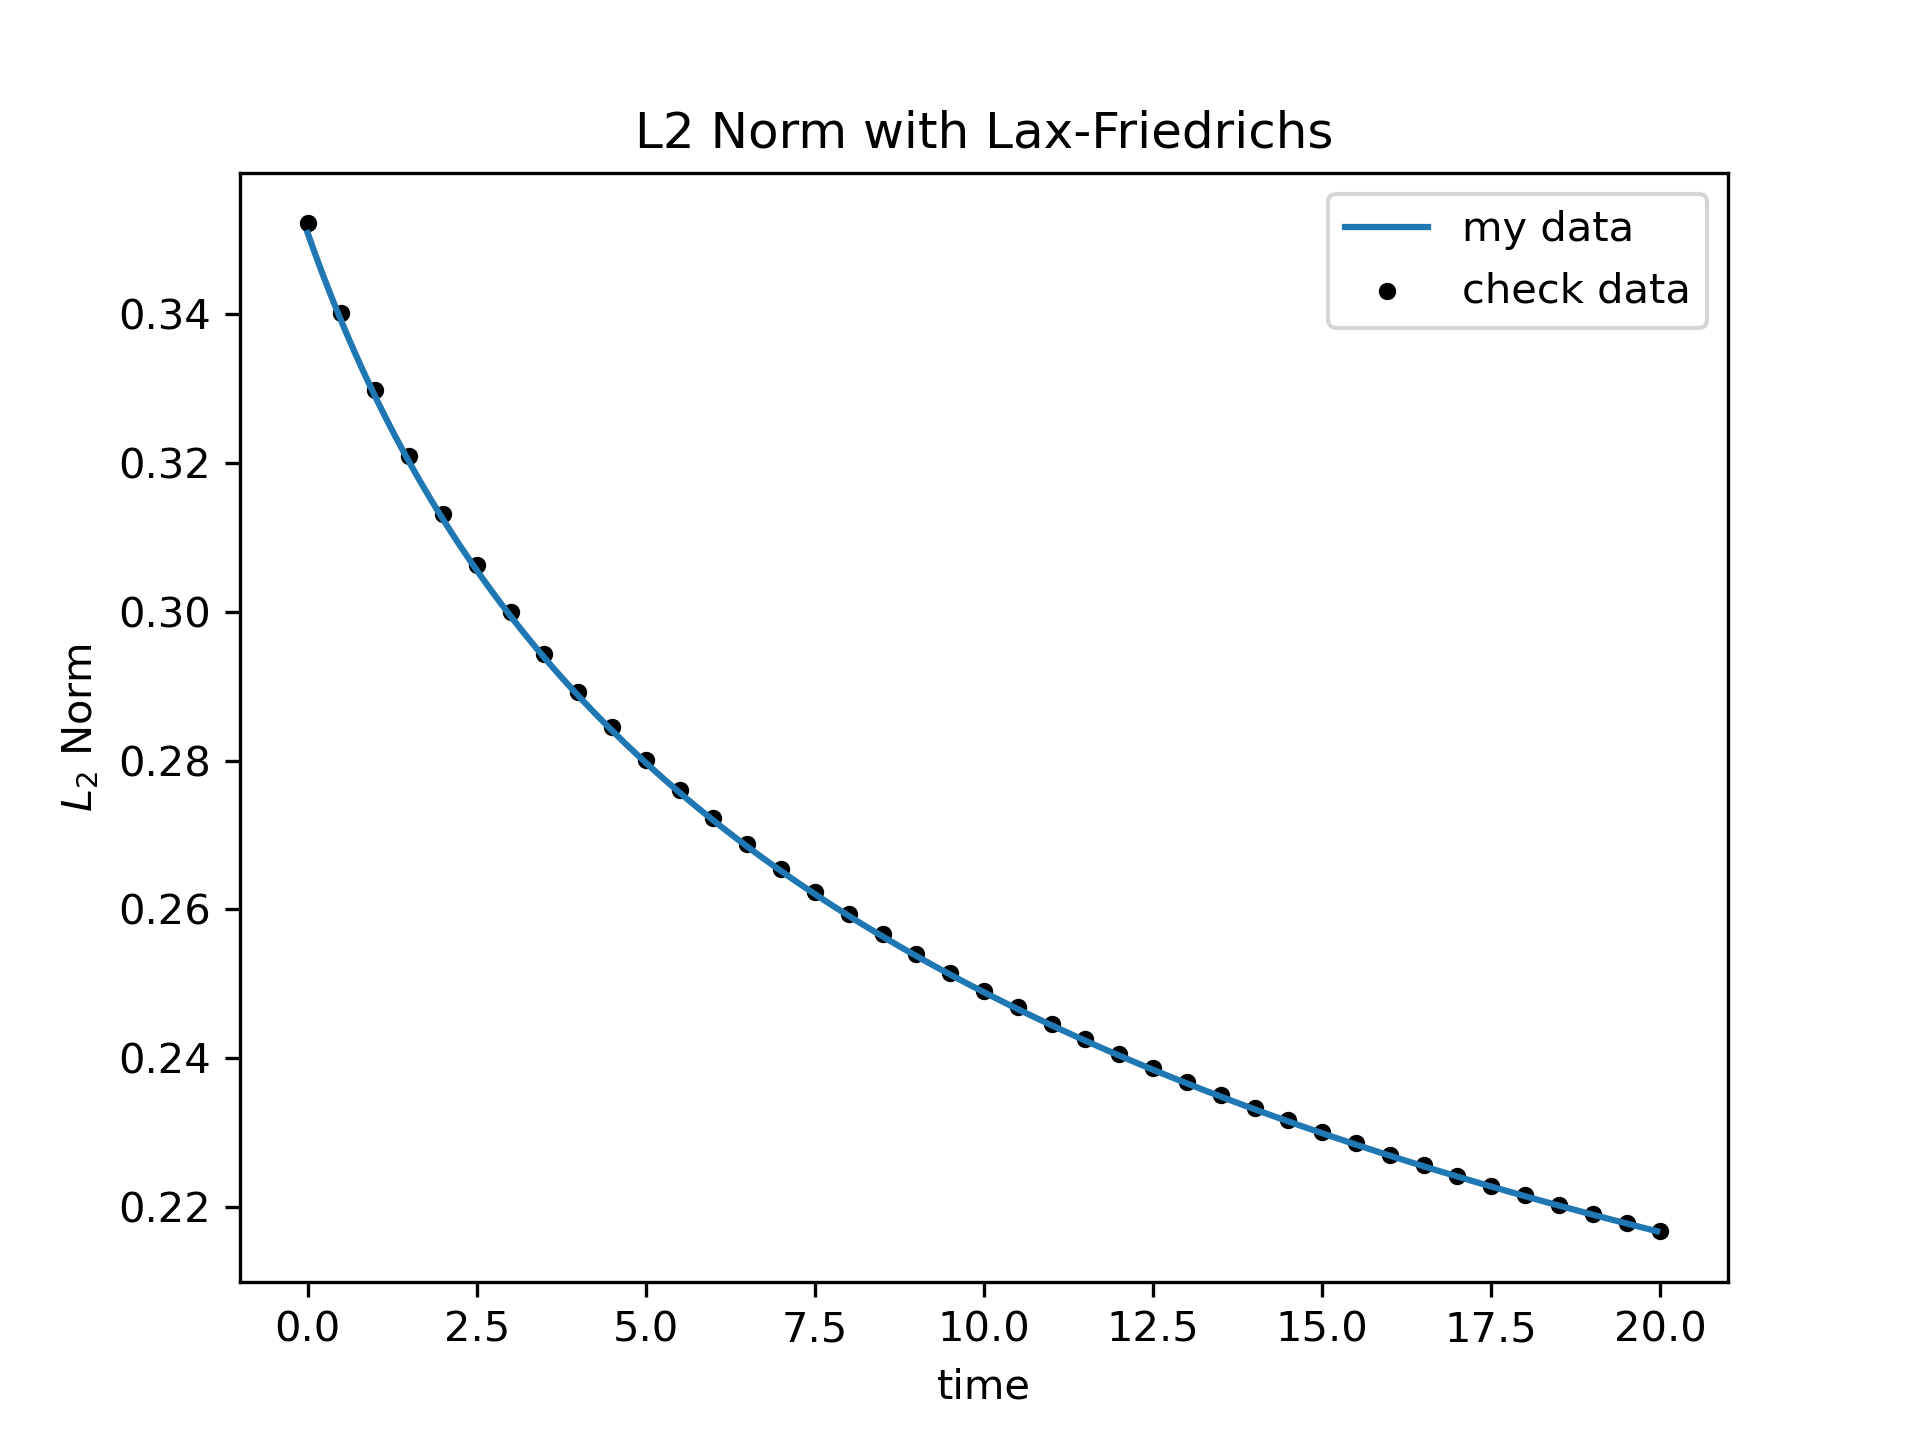 L2 Norm with Lax-Friedrichs
my data
check data
L₂ Norm
0.34
0.32
0.30
0.28
0.26
0.24
0.22
0.0 2.5 5.0 7.5 10.0 12.5 15.0 17.5 20.0
time